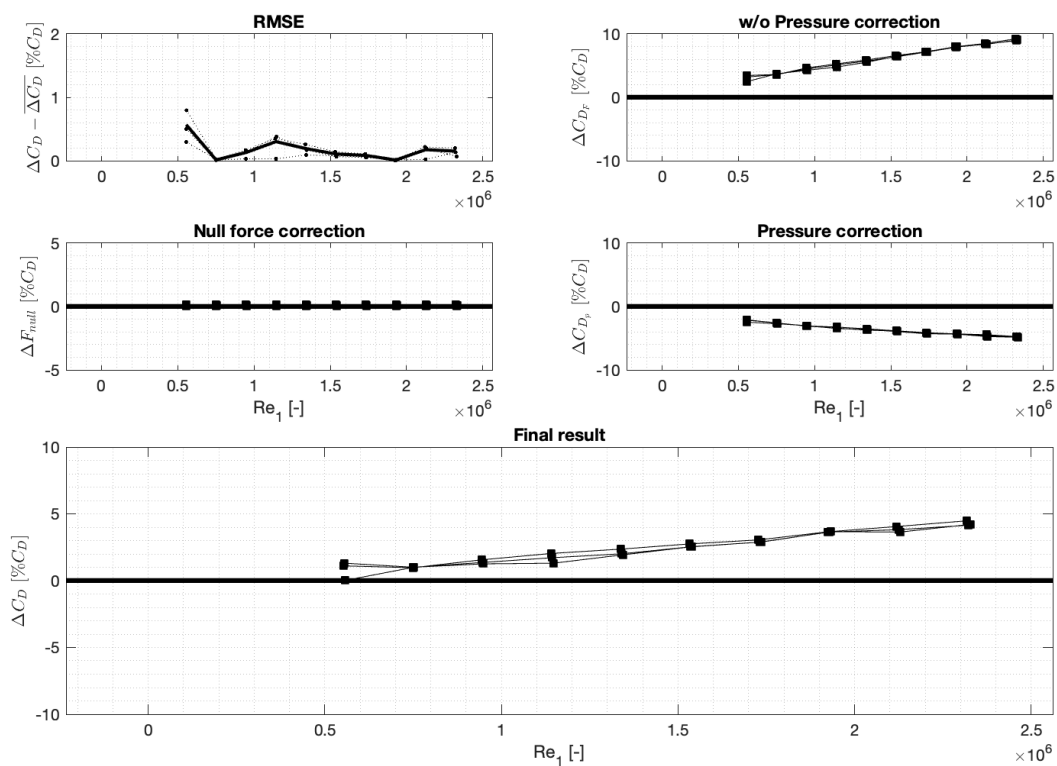 RMSE
ΔC_D − \overline{ΔC_D} [%C_D]
2
1
0
0 0.5 1 1.5 2 2.5
×10^6
w/o Pressure correction
ΔC_{D_F} [%C_D]
10
0
-10
0 0.5 1 1.5 2 2.5
×10^6
Null force correction
ΔF_{null} [%C_D]
5
0
-5
0 0.5 1 1.5 2 2.5
Re_1 [-]
×10^6
Pressure correction
ΔC_{D_p} [%C_D]
10
0
-10
0 0.5 1 1.5 2 2.5
Re_1 [-]
×10^6
Final result
ΔC_D [%C_D]
10
5
0
-5
-10
0 0.5 1 1.5 2 2.5
Re_1 [-]
×10^6